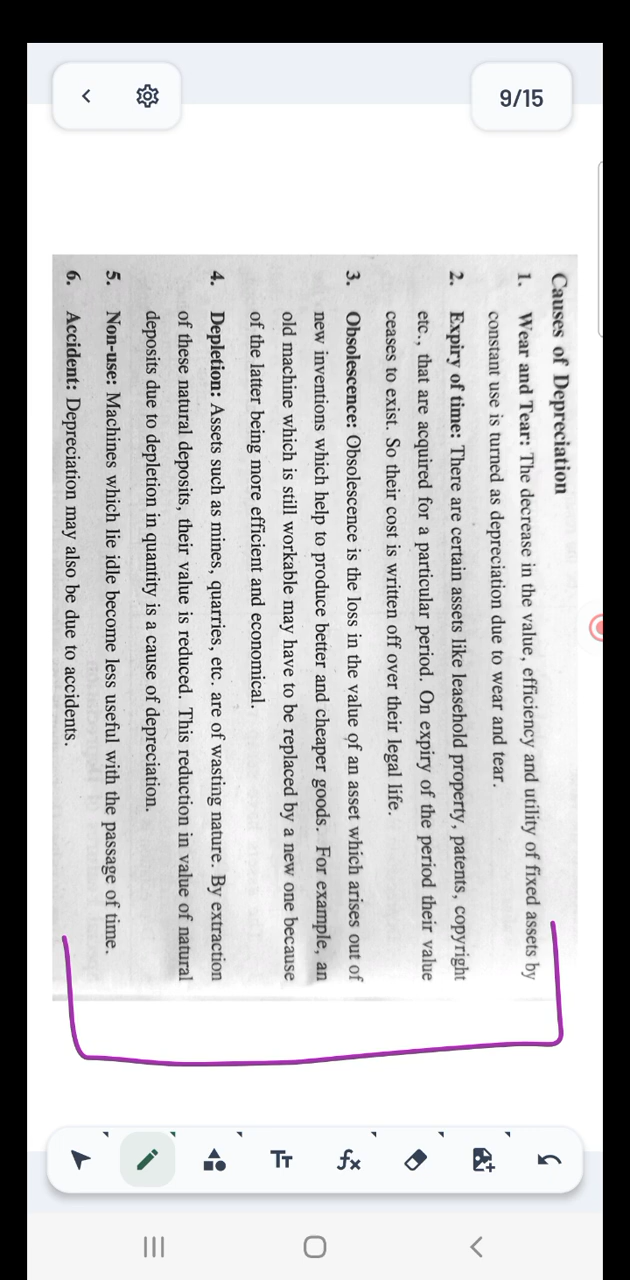 9/15
Causes of Depreciation
1. Wear and Tear: The decrease in the value, efficiency and utility of fixed assets by
constant use is turned as depreciation due to wear and tear.
2. Expiry of time: There are certain assets like leasehold property, patents, copyright
etc., that are acquired for a particular period. On expiry of the period their value
ceases to exist. So their cost is written off over their legal life.
3. Obsolescence: Obsolescence is the loss in the value of an asset which arises out of
new inventions which help to produce better and cheaper goods. For example, an
old machine which is still workable may have to be replaced by a new one because
of the latter being more efficient and economical.
4. Depletion: Assets such as mines, quarries, etc. are of wasting nature. By extraction
of these natural deposits, their value is reduced. This reduction in value of natural
deposits due to depletion in quantity is a cause of depreciation.
5. Non-use: Machines which lie idle become less useful with the passage of time.
6. Accident: Depreciation may also be due to accidents.
TT
fx